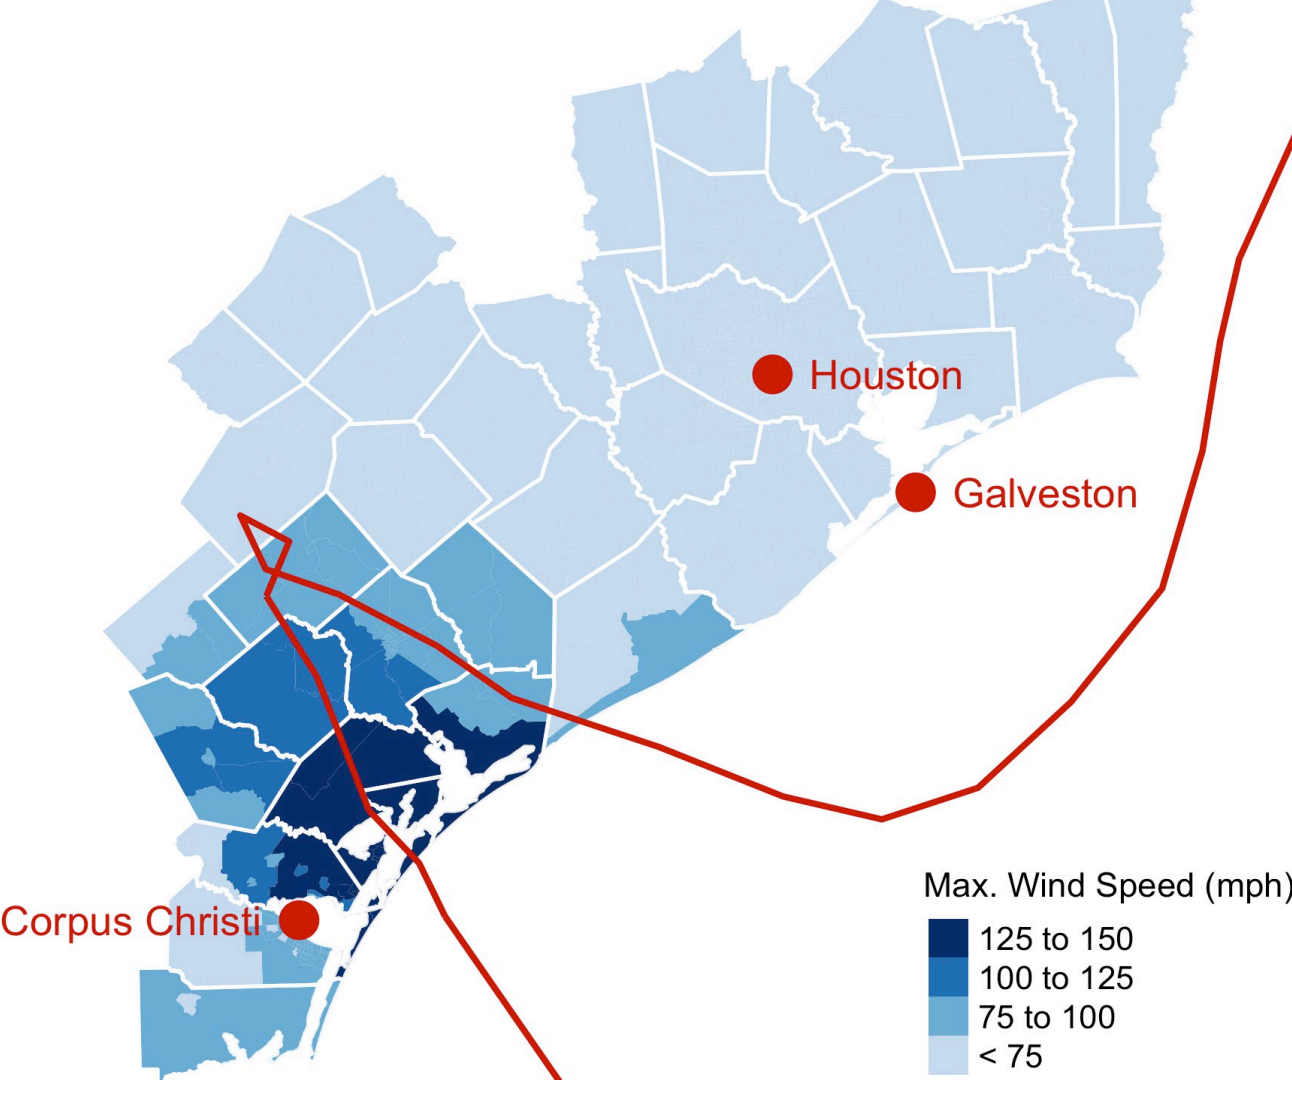 Houston
Galveston
Corpus Christi
Max. Wind Speed (mph)
125 to 150
100 to 125
75 to 100
< 75